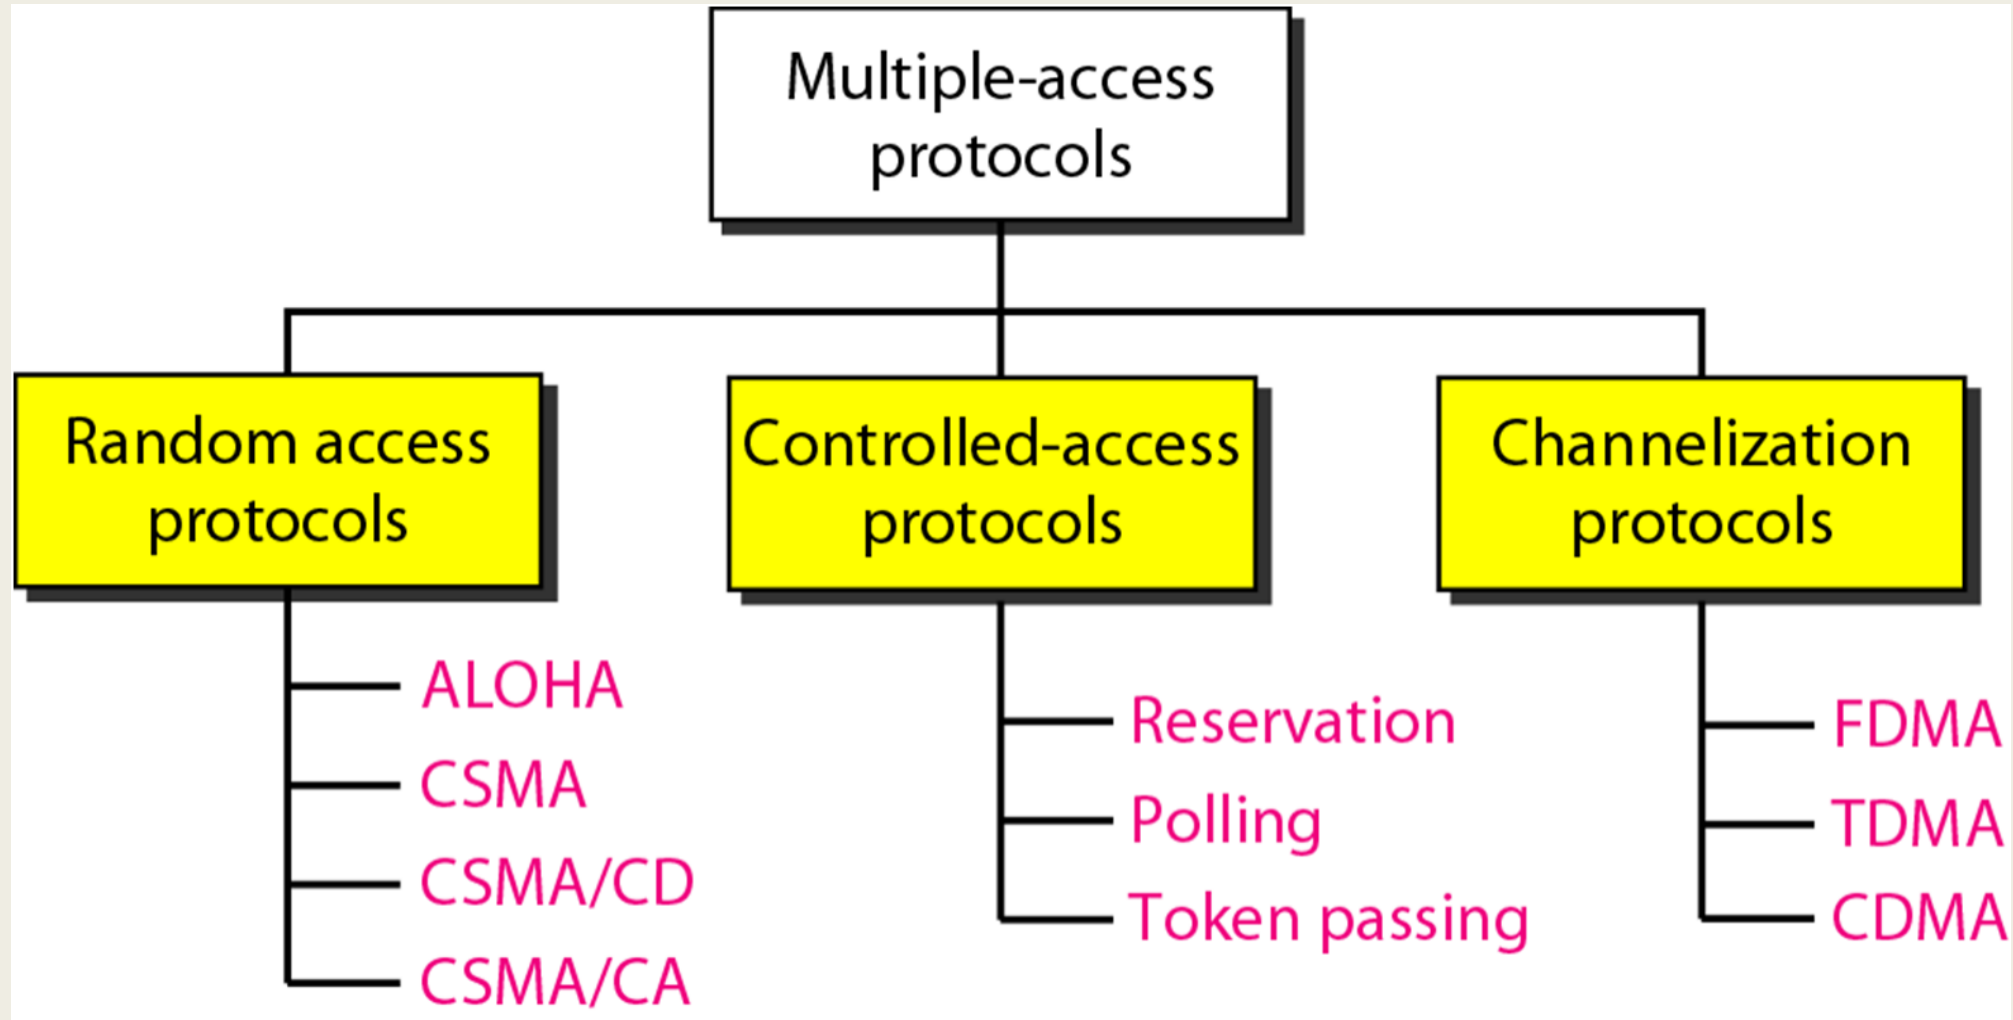 Multiple-access
protocols
Random access
protocols
Controlled-access
protocols
Channelization
protocols
ALOHA
CSMA
CSMA/CD
CSMA/CA
Reservation
Polling
Token passing
FDMA
TDMA
CDMA